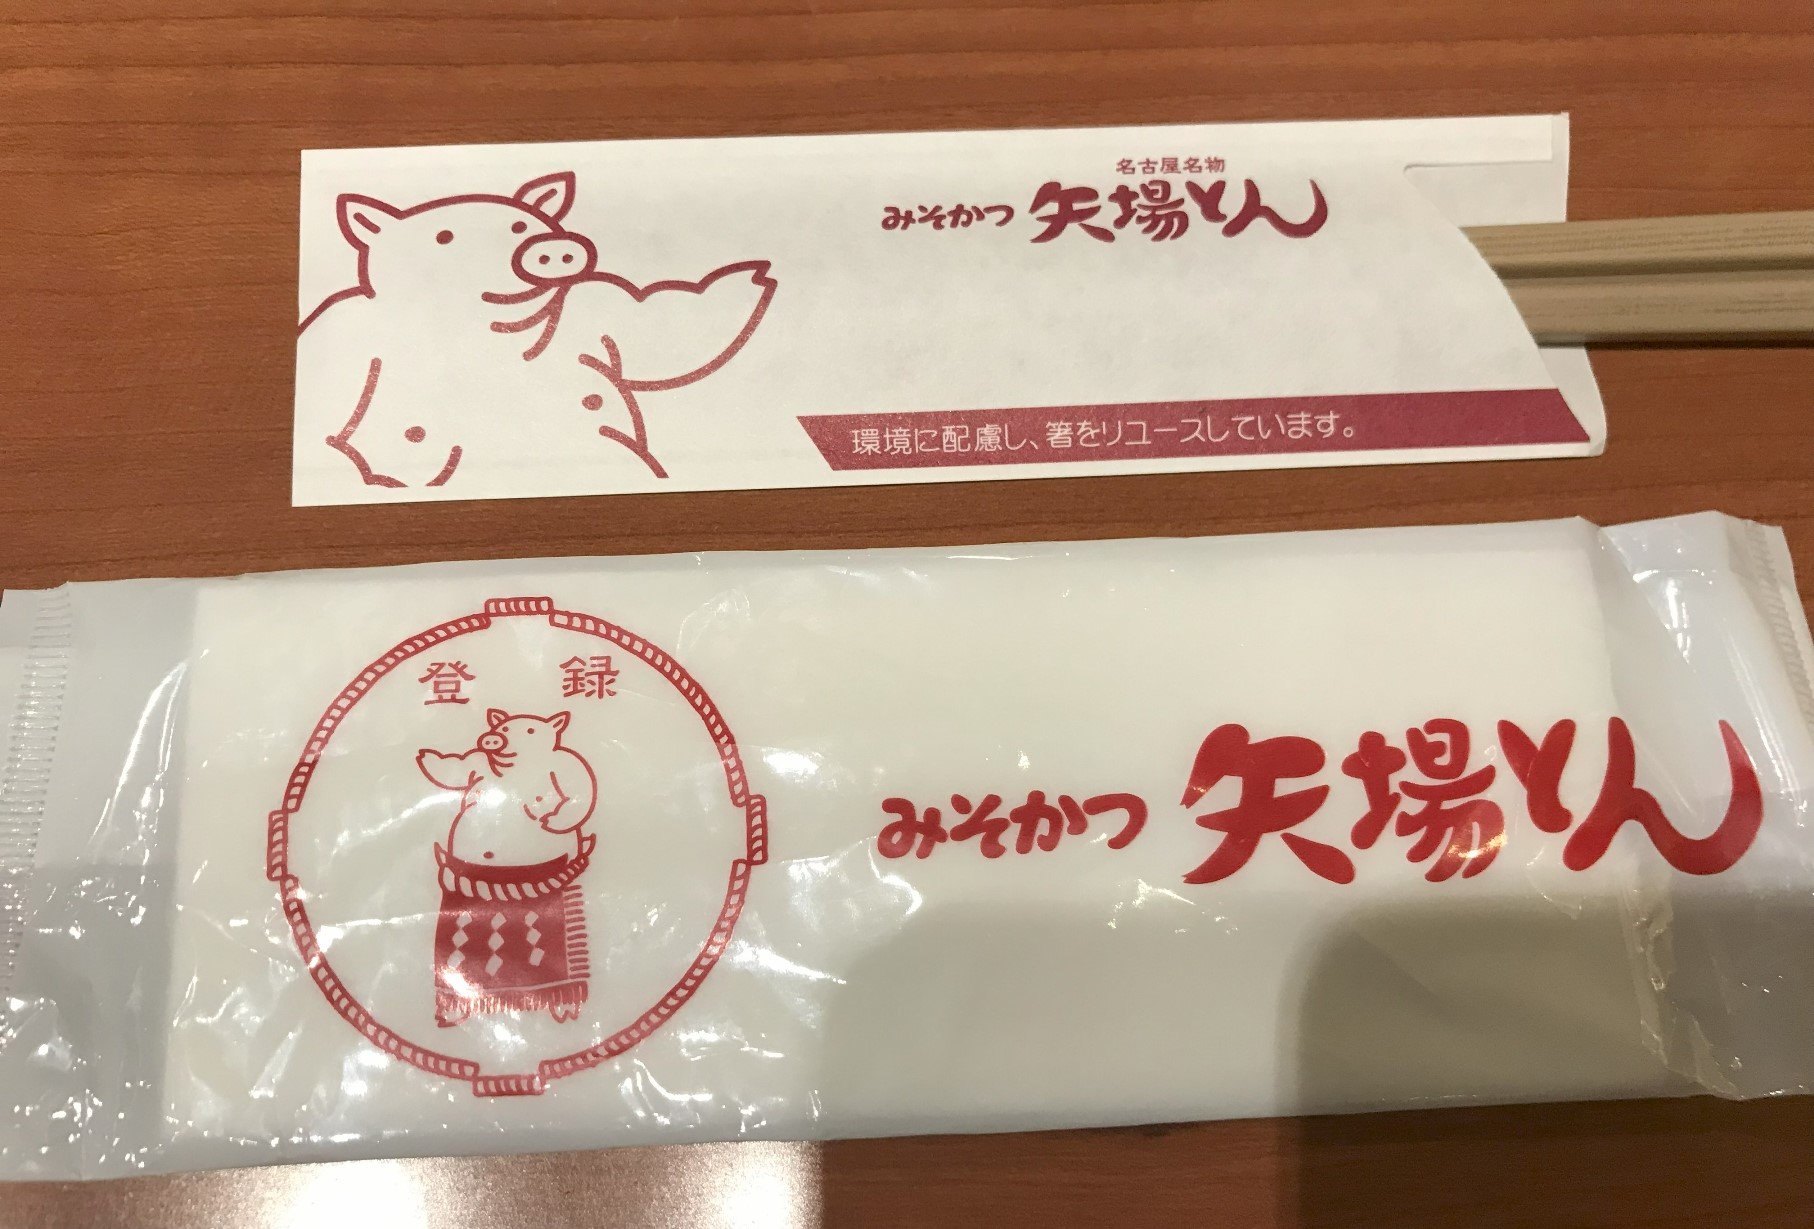 名古屋名物
みそかつ 矢場とん
環境に配慮し、箸をリユースしています。
登録
みそかつ 矢場とん